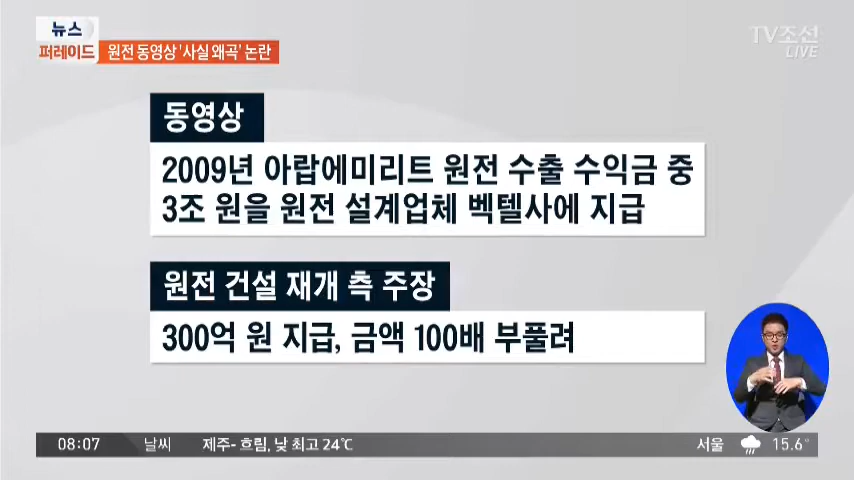 뉴스
퍼레이드
원전 동영상 '사실 왜곡' 논란
TV조선
LIVE
동영상
2009년 아랍에미리트 원전 수출 수익금 중
3조 원을 원전 설계업체 벡텔사에 지급
원전 건설 재개 측 주장
300억 원 지급, 금액 100배 부풀려
08:07 날씨 제주- 흐림, 낮 최고 24℃ 서울 15.6°